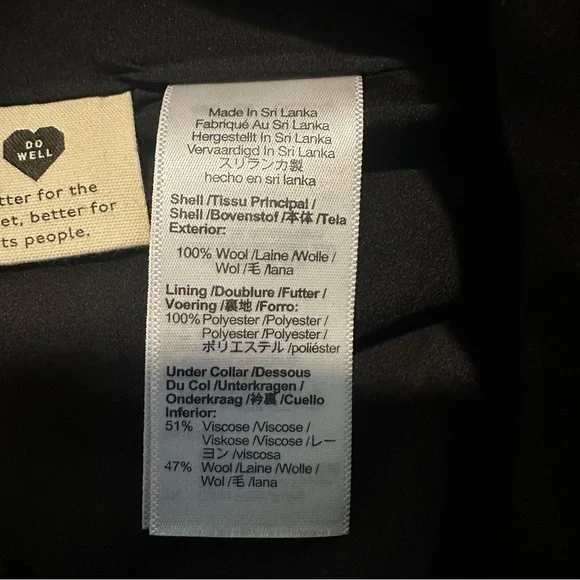 DO
WELL
tter for the
et, better for
ts people.
Made In Sri Lanka
Fabriqué Au Sri Lanka
Hergestellt In Sri Lanka
Vervaardigd In Sri Lanka
スリランカ製
hecho en sri lanka
Shell /Tissu Principal /
Shell /Bovenstof /本体 /Tela
Exterior:
100% Wool /Laine /Wolle /
Wol /毛 /lana
Lining /Doublure /Futter /
Voering /裏地 /Forro:
100% Polyester /Polyester /
Polyester /Polyester /
ポリエステル /poliéster
Under Collar /Dessous
Du Col /Unterkragen /
Onderkraag /衿裏 /Cuello
Inferior:
51% Viscose /Viscose /
Viskose /Viscose /レー
ヨン /viscosa
47% Wool /Laine /Wolle /
Wol /毛 /lana